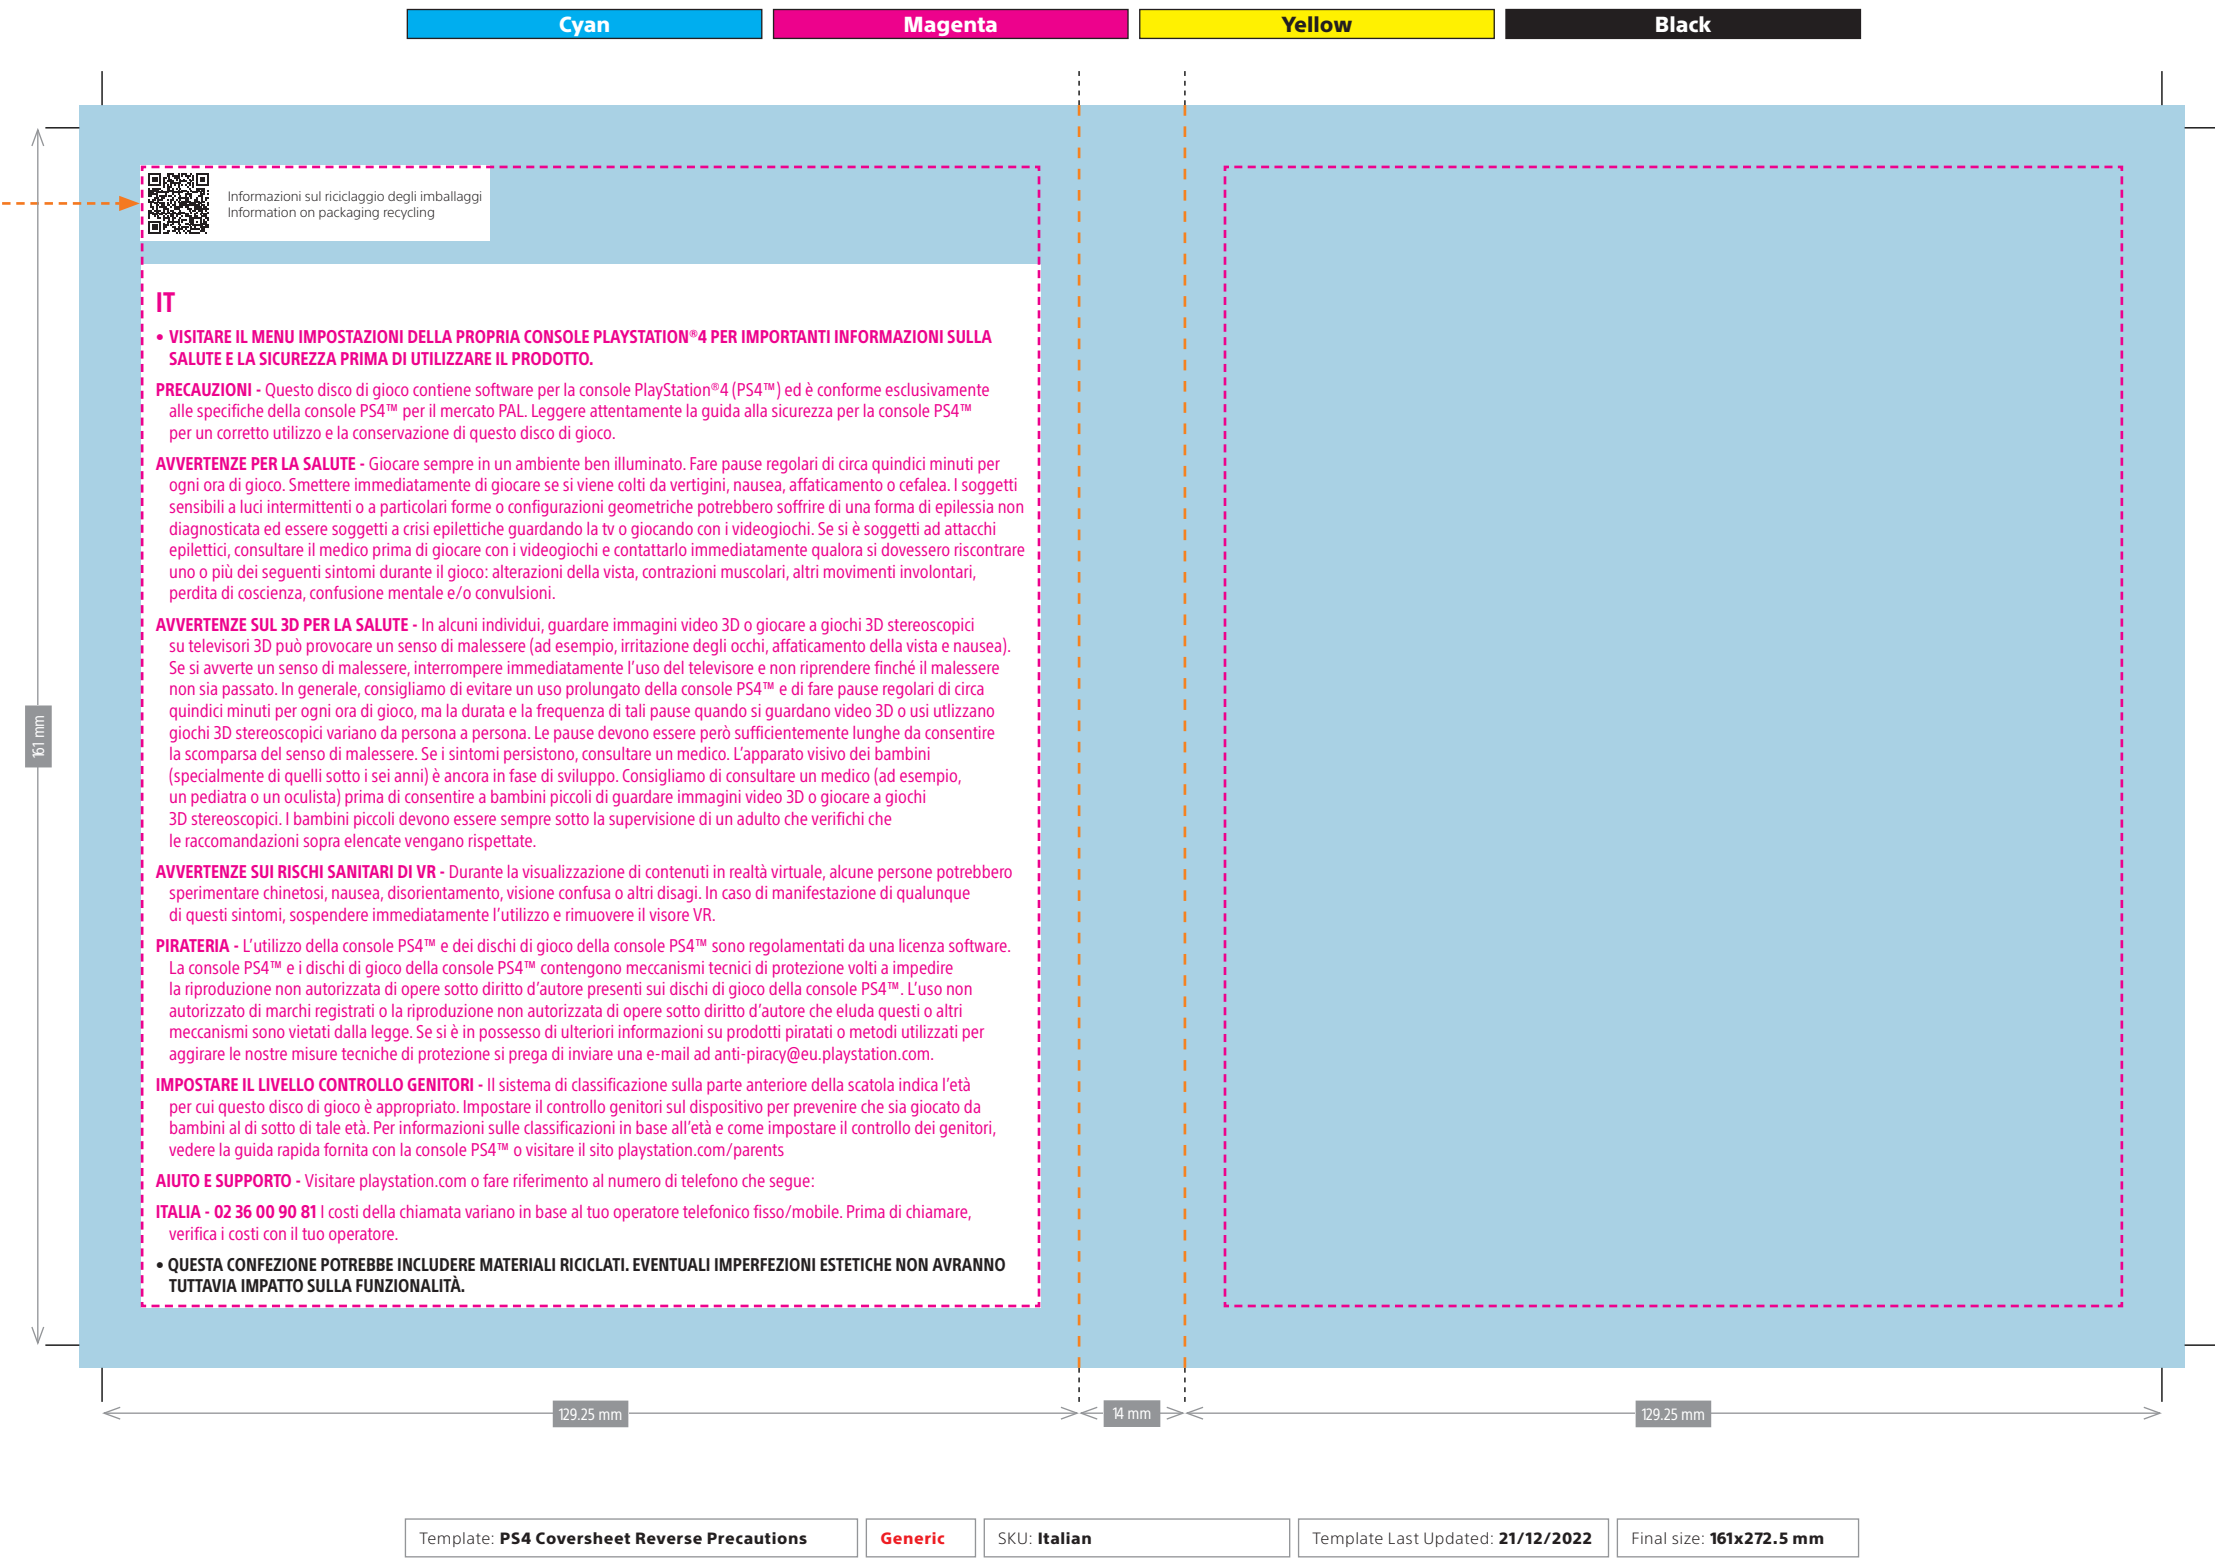 Cyan
Magenta
Yellow
Black
Informazioni sul riciclaggio degli imballaggi
Information on packaging recycling
IT
• VISITARE IL MENU IMPOSTAZIONI DELLA PROPRIA CONSOLE PLAYSTATION®4 PER IMPORTANTI INFORMAZIONI SULLA
SALUTE E LA SICUREZZA PRIMA DI UTILIZZARE IL PRODOTTO.
PRECAUZIONI - Questo disco di gioco contiene software per la console PlayStation®4 (PS4™) ed è conforme esclusivamente
alle specifiche della console PS4™ per il mercato PAL. Leggere attentamente la guida alla sicurezza per la console PS4™
per un corretto utilizzo e la conservazione di questo disco di gioco.
AVVERTENZE PER LA SALUTE - Giocare sempre in un ambiente ben illuminato. Fare pause regolari di circa quindici minuti per
ogni ora di gioco. Smettere immediatamente di giocare se si viene colti da vertigini, nausea, affaticamento o cefalea. I soggetti
sensibili a luci intermittenti o a particolari forme o configurazioni geometriche potrebbero soffrire di una forma di epilessia non
diagnosticata ed essere soggetti a crisi epilettiche guardando la tv o giocando con i videogiochi. Se si è soggetti ad attacchi
epilettici, consultare il medico prima di giocare con i videogiochi e contattarlo immediatamente qualora si dovessero riscontrare
uno o più dei seguenti sintomi durante il gioco: alterazioni della vista, contrazioni muscolari, altri movimenti involontari,
perdita di coscienza, confusione mentale e/o convulsioni.
AVVERTENZE SUL 3D PER LA SALUTE - In alcuni individui, guardare immagini video 3D o giocare a giochi 3D stereoscopici
su televisori 3D può provocare un senso di malessere (ad esempio, irritazione degli occhi, affaticamento della vista e nausea).
Se si avverte un senso di malessere, interrompere immediatamente l'uso del televisore e non riprendere finché il malessere
non sia passato. In generale, consigliamo di evitare un uso prolungato della console PS4™ e di fare pause regolari di circa
quindici minuti per ogni ora di gioco, ma la durata e la frequenza di tali pause quando si guardano video 3D o usi utlizzano
giochi 3D stereoscopici variano da persona a persona. Le pause devono essere però sufficientemente lunghe da consentire
la scomparsa del senso di malessere. Se i sintomi persistono, consultare un medico. L'apparato visivo dei bambini
(specialmente di quelli sotto i sei anni) è ancora in fase di sviluppo. Consigliamo di consultare un medico (ad esempio,
un pediatra o un oculista) prima di consentire a bambini piccoli di guardare immagini video 3D o giocare a giochi
3D stereoscopici. I bambini piccoli devono essere sempre sotto la supervisione di un adulto che verifichi che
le raccomandazioni sopra elencate vengano rispettate.
AVVERTENZE SUI RISCHI SANITARI DI VR - Durante la visualizzazione di contenuti in realtà virtuale, alcune persone potrebbero
sperimentare chinetosi, nausea, disorientamento, visione confusa o altri disagi. In caso di manifestazione di qualunque
di questi sintomi, sospendere immediatamente l'utilizzo e rimuovere il visore VR.
PIRATERIA - L'utilizzo della console PS4™ e dei dischi di gioco della console PS4™ sono regolamentati da una licenza software.
La console PS4™ e i dischi di gioco della console PS4™ contengono meccanismi tecnici di protezione volti a impedire
la riproduzione non autorizzata di opere sotto diritto d'autore presenti sui dischi di gioco della console PS4™. L'uso non
autorizzato di marchi registrati o la riproduzione non autorizzata di opere sotto diritto d'autore che eluda questi o altri
meccanismi sono vietati dalla legge. Se si è in possesso di ulteriori informazioni su prodotti piratati o metodi utilizzati per
aggirare le nostre misure tecniche di protezione si prega di inviare una e-mail ad anti-piracy@eu.playstation.com.
IMPOSTARE IL LIVELLO CONTROLLO GENITORI - Il sistema di classificazione sulla parte anteriore della scatola indica l'età
per cui questo disco di gioco è appropriato. Impostare il controllo genitori sul dispositivo per prevenire che sia giocato da
bambini al di sotto di tale età. Per informazioni sulle classificazioni in base all'età e come impostare il controllo dei genitori,
vedere la guida rapida fornita con la console PS4™ o visitare il sito playstation.com/parents
AIUTO E SUPPORTO - Visitare playstation.com o fare riferimento al numero di telefono che segue:
ITALIA - 02 36 00 90 81 I costi della chiamata variano in base al tuo operatore telefonico fisso/mobile. Prima di chiamare,
verifica i costi con il tuo operatore.
• QUESTA CONFEZIONE POTREBBE INCLUDERE MATERIALI RICICLATI. EVENTUALI IMPERFEZIONI ESTETICHE NON AVRANNO
TUTTAVIA IMPATTO SULLA FUNZIONALITÀ.
161 mm
129.25 mm
14 mm
129.25 mm
Template: PS4 Coversheet Reverse Precautions
Generic
SKU: Italian
Template Last Updated: 21/12/2022
Final size: 161x272.5 mm